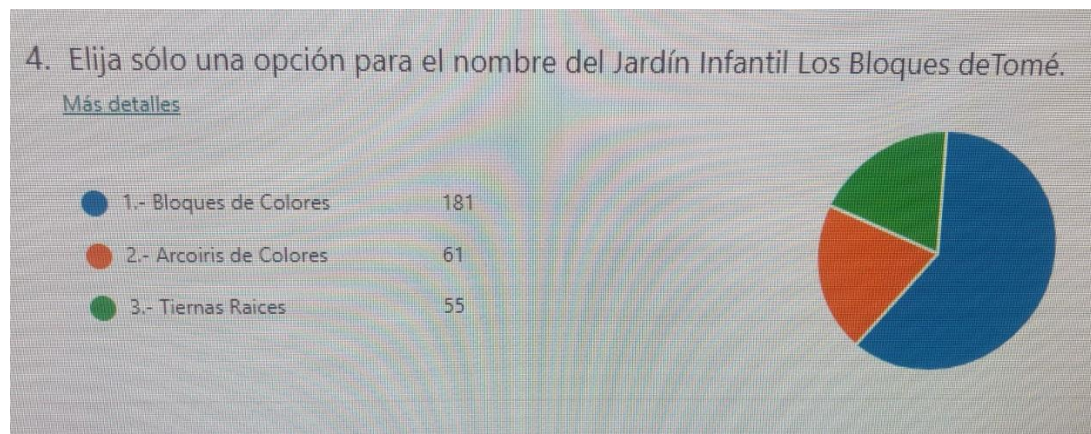 4. Elija sólo una opción para el nombre del Jardín Infantil Los Bloques deTomé.
Más detalles
1.- Bloques de Colores 181
2.- Arcoiris de Colores 61
3.- Tiernas Raices 55